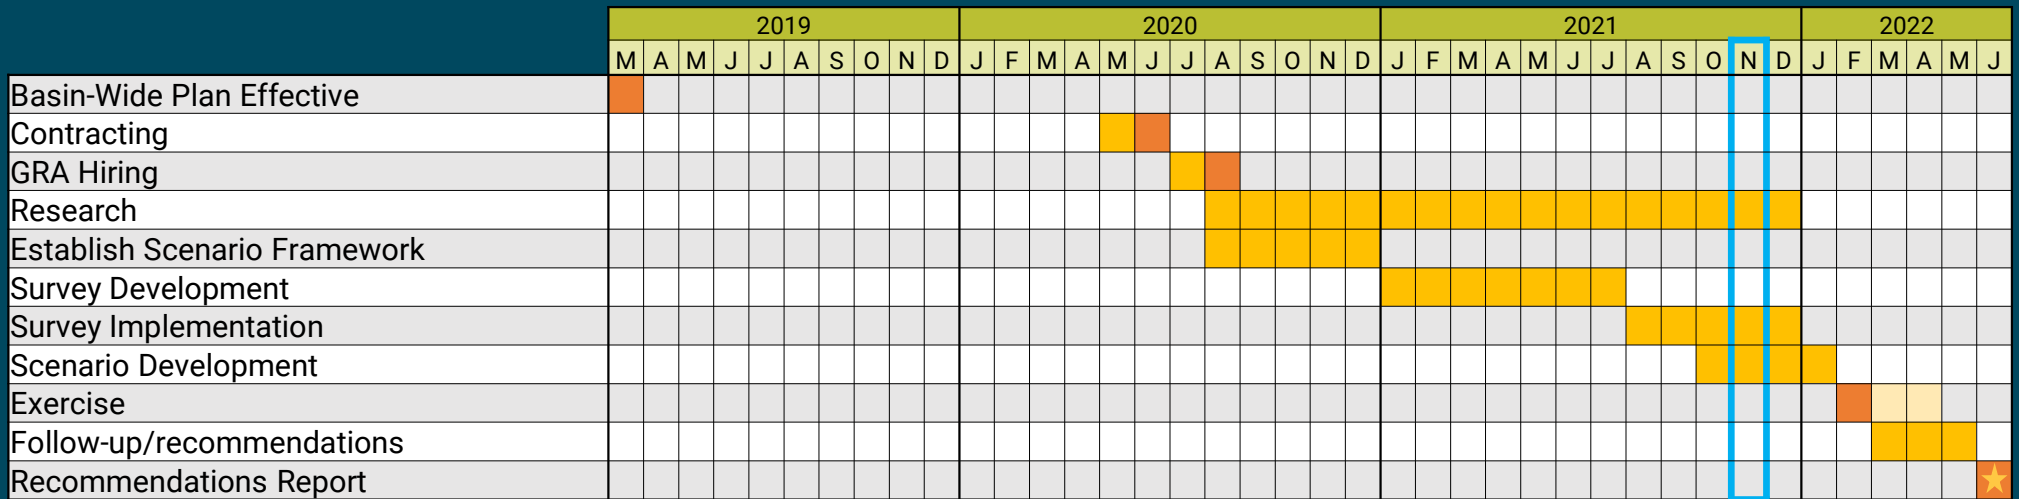 2019 2020 2021 2022
M A M J J A S O N D J F M A M J J A S O N D J F M A M J J A S O N D J F M A M J
Basin-Wide Plan Effective
Contracting
GRA Hiring
Research
Establish Scenario Framework
Survey Development
Survey Implementation
Scenario Development
Exercise
Follow-up/recommendations
Recommendations Report